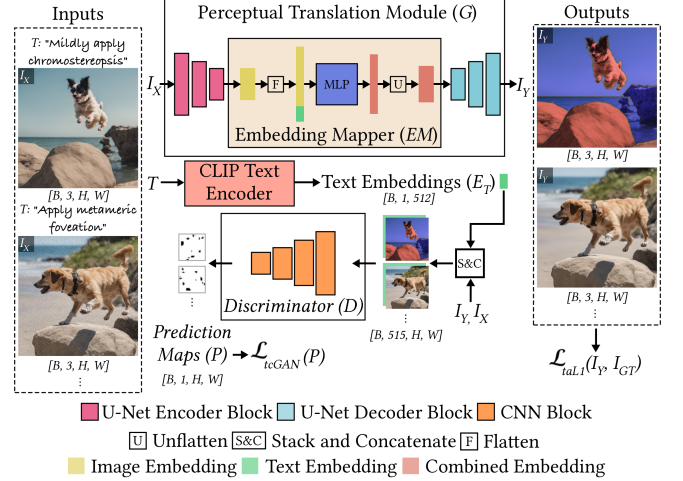 Inputs
Perceptual Translation Module (G)
Outputs
T: "Mildly apply
chromostereopsis"
I_X
[B, 3, H, W]
T: "Apply metameric
foveation"
I_X
[B, 3, H, W]
⋮
I_X
F
MLP
U
I_Y
Embedding Mapper (EM)
T
CLIP Text
Encoder
Text Embeddings (E_T)
[B, 1, 512]
S&C
I_Y, I_X
⋮
[B, 515, H, W]
Discriminator (D)
Prediction
Maps (P)
[B, 1, H, W]
ℒ_tcGAN (P)
I_Y
[B, 3, H, W]
I_Y
[B, 3, H, W]
⋮
ℒ_taL1(I_Y, I_GT)
U-Net Encoder Block U-Net Decoder Block CNN Block
U Unflatten S&C Stack and Concatenate F Flatten
Image Embedding Text Embedding Combined Embedding